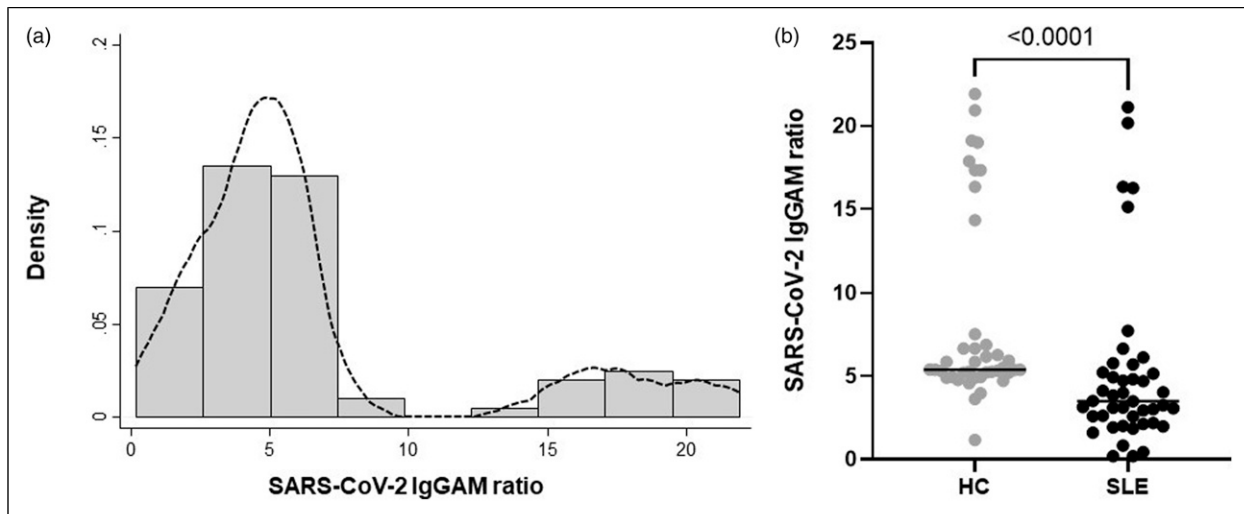 (a)
.2
.15
.1
.05
0
Density
0 5 10 15 20
SARS-CoV-2 IgGAM ratio
(b)
<0.0001
25
20
15
10
5
0
SARS-CoV-2 IgGAM ratio
HC SLE